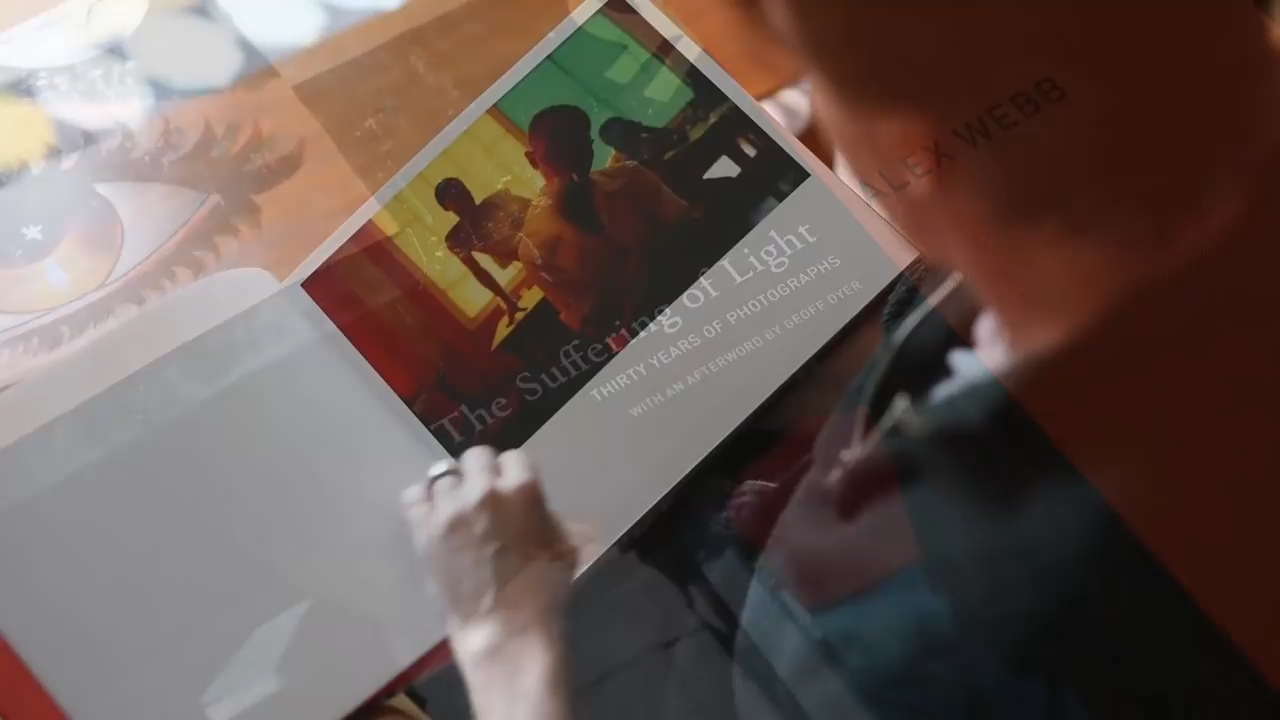 ALEX WEBB
The Suffering of Light
THIRTY YEARS OF PHOTOGRAPHS
WITH AN AFTERWORD BY GEOFF DYER